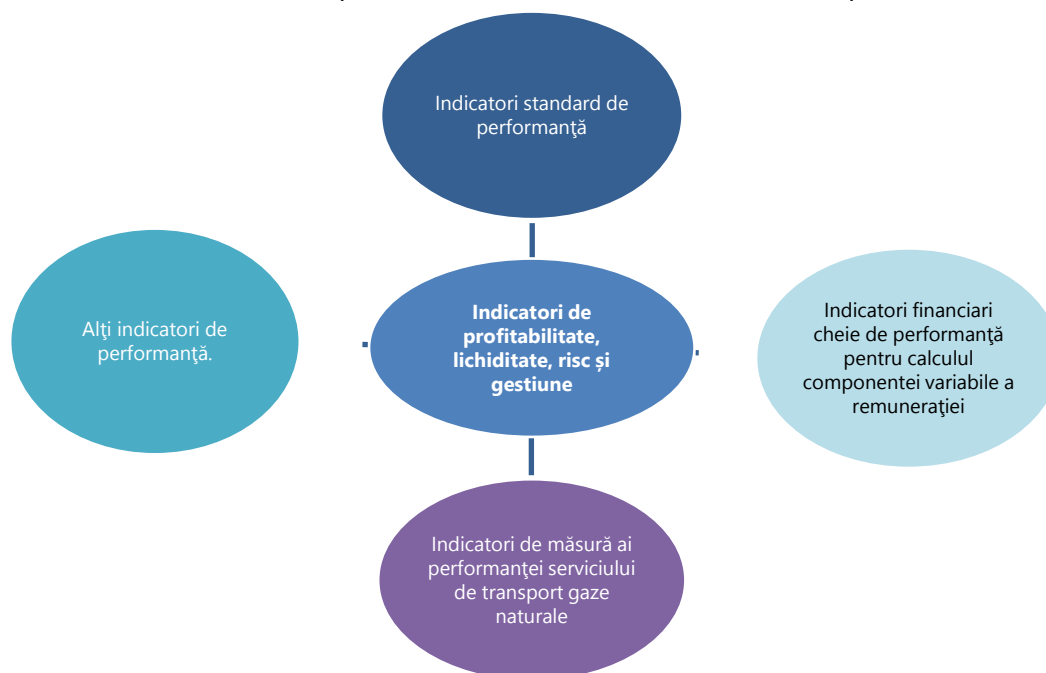 Indicatori standard de
performanţă
Alţi indicatori de
performanţă.
Indicatori de
profitabilitate,
lichiditate, risc și
gestiune
Indicatori financiari
cheie de performanţă
pentru calculul
componentei variabile a
remuneraţiei
Indicatori de măsură ai
performanţei serviciului
de transport gaze
naturale